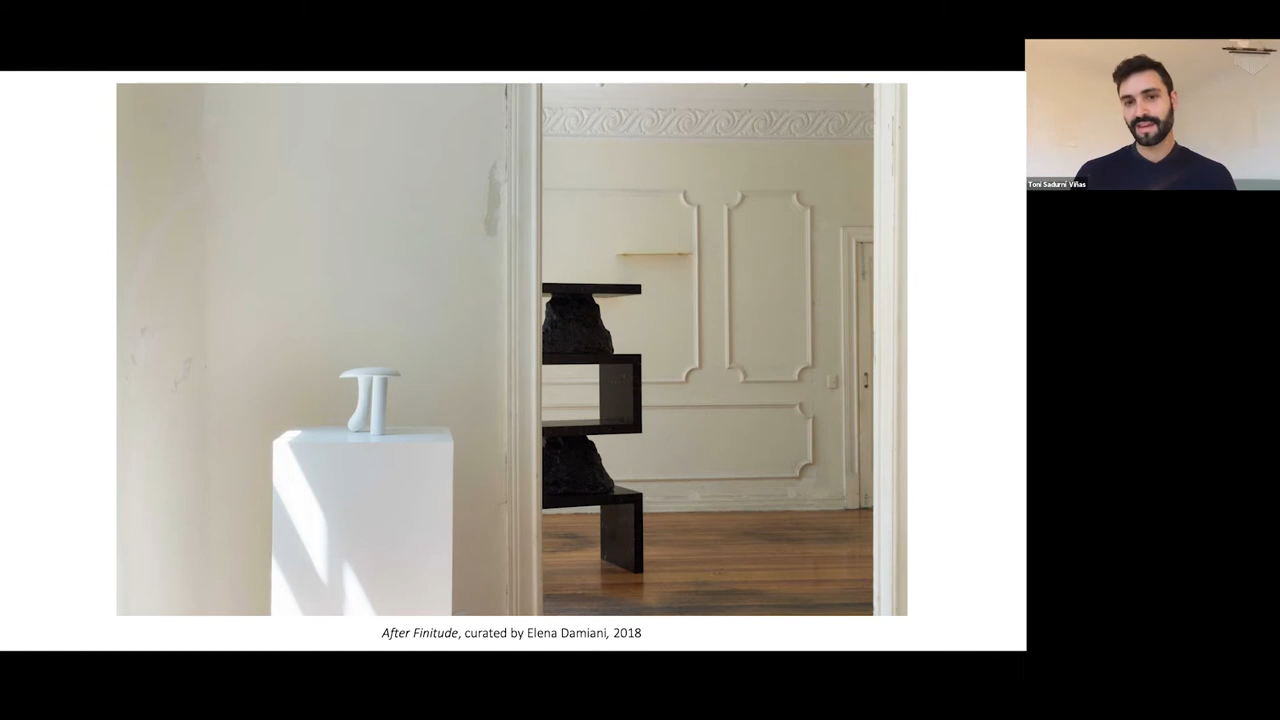 Toni Sadurní Viñas
After Finitude, curated by Elena Damiani, 2018